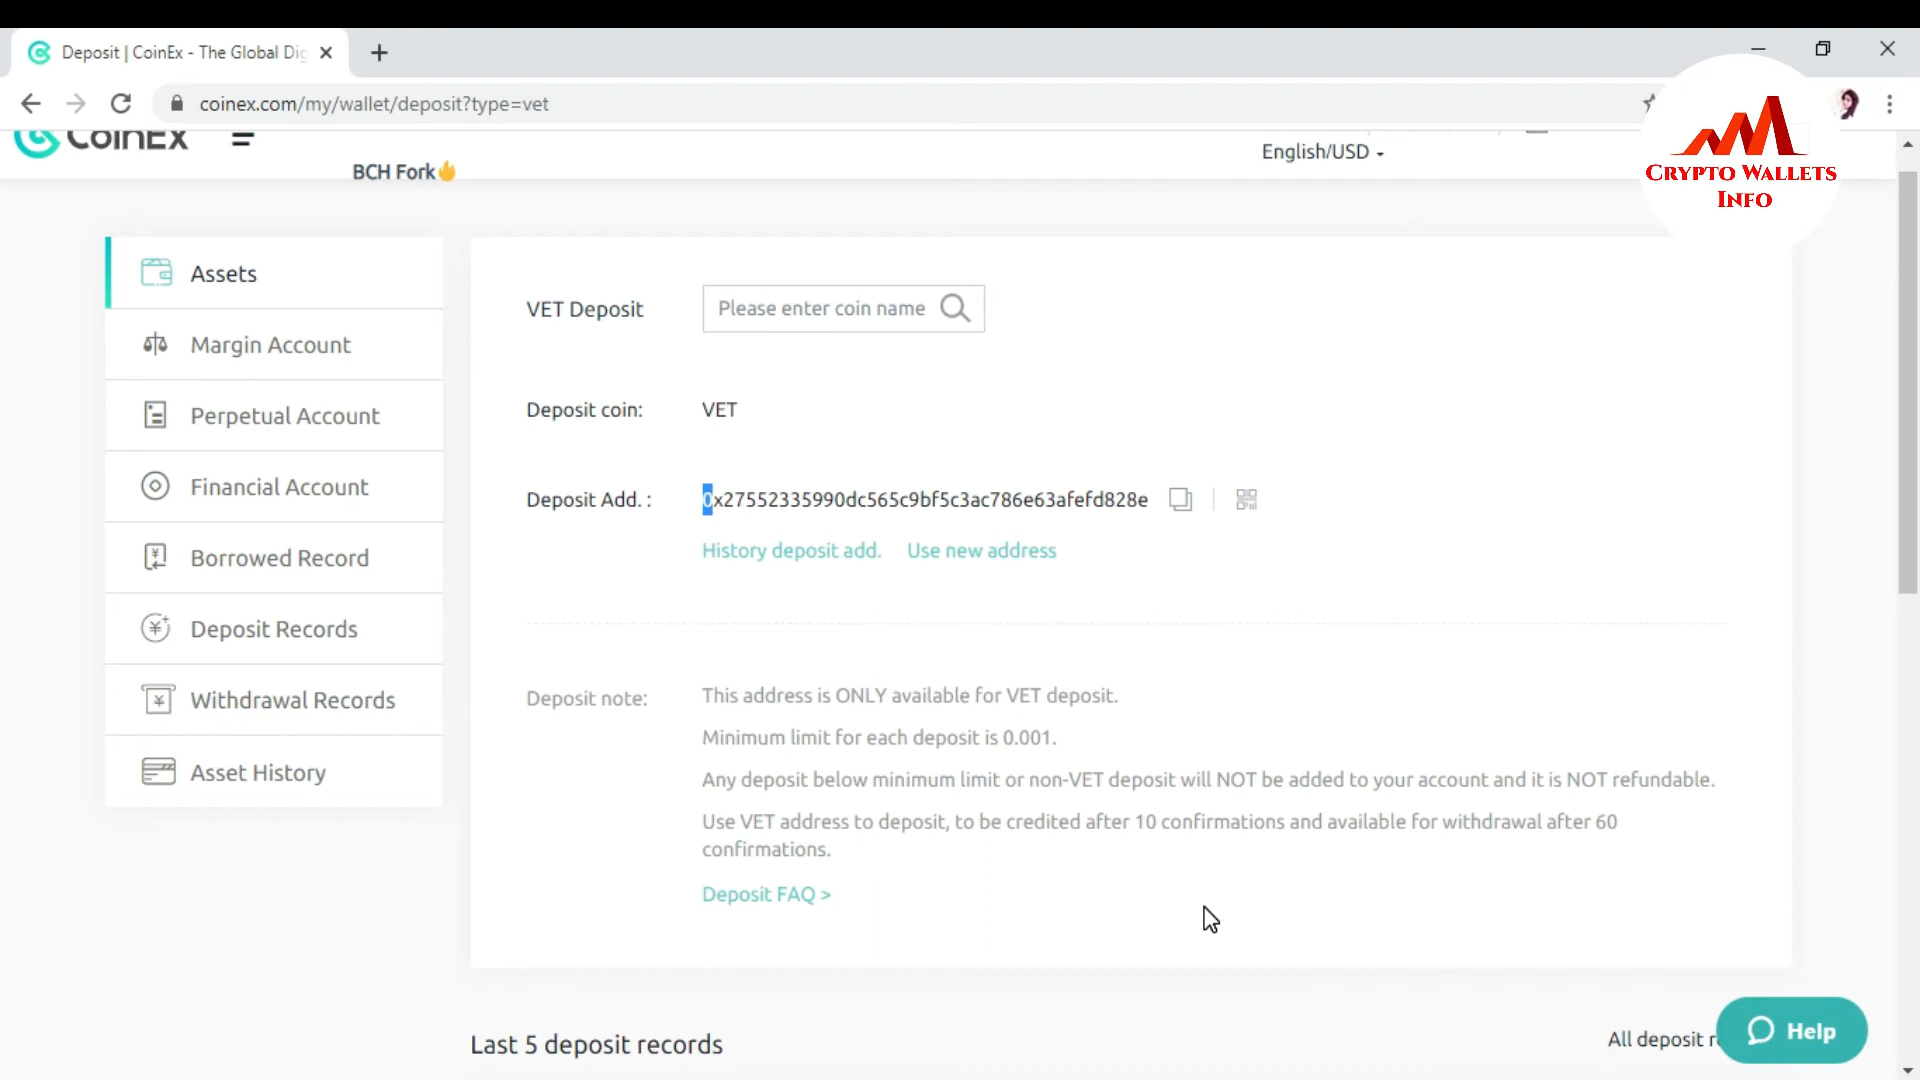 Deposit | CoinEx - The Global Dig
coinex.com/my/wallet/deposit?type=vet
CoinEx
BCH Fork🔥
English/USD
CRYPTO WALLETS
INFO
Assets
Margin Account
Perpetual Account
Financial Account
Borrowed Record
Deposit Records
Withdrawal Records
Asset History
VET Deposit
Please enter coin name
Deposit coin: VET
Deposit Add. : 0x27552335990dc565c9bf5c3ac786e63afefd828e
History deposit add. Use new address
Deposit note: This address is ONLY available for VET deposit.
Minimum limit for each deposit is 0.001.
Any deposit below minimum limit or non-VET deposit will NOT be added to your account and it is NOT refundable.
Use VET address to deposit, to be credited after 10 confirmations and available for withdrawal after 60
confirmations.
Deposit FAQ >
Last 5 deposit records
All deposit r
Help